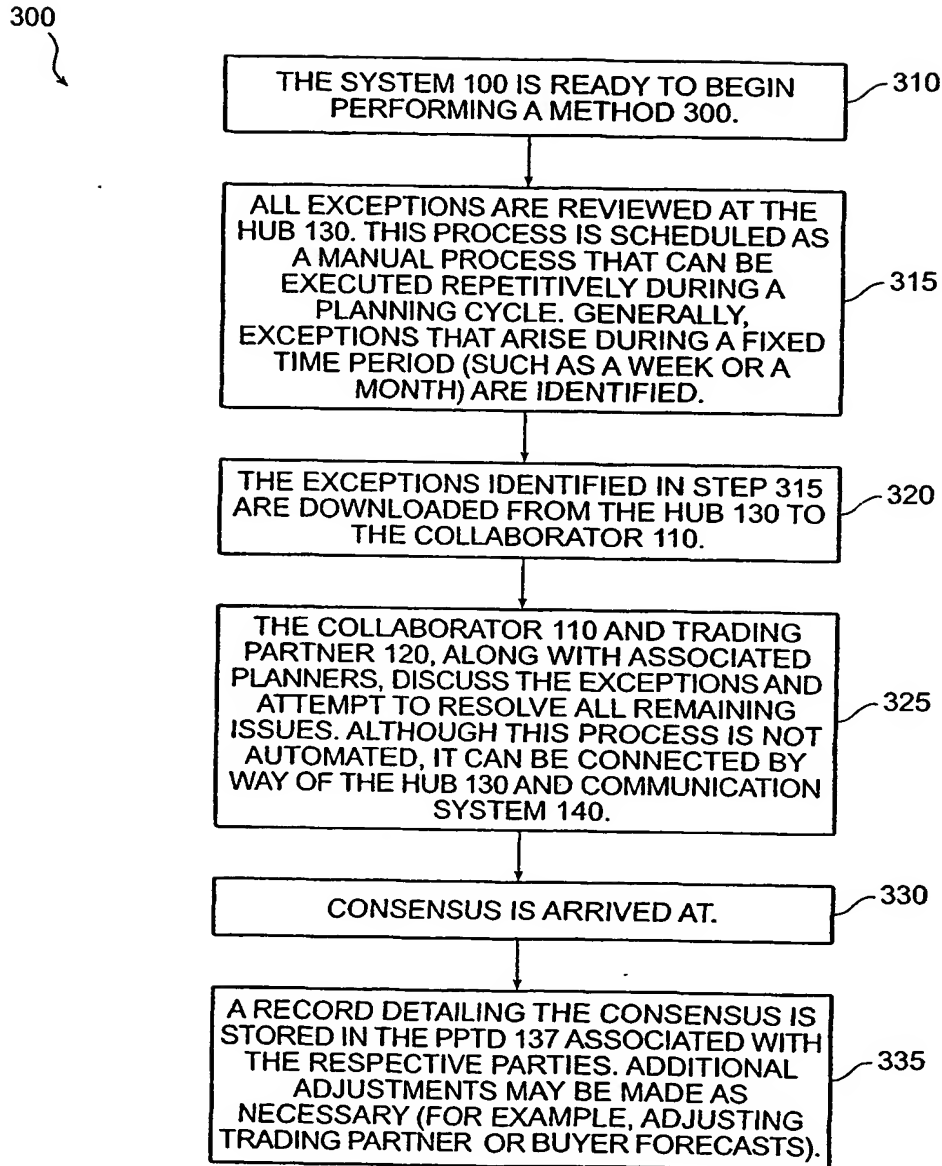 300
THE SYSTEM 100 IS READY TO BEGIN
PERFORMING A METHOD 300.
310
ALL EXCEPTIONS ARE REVIEWED AT THE
HUB 130. THIS PROCESS IS SCHEDULED AS
A MANUAL PROCESS THAT CAN BE
EXECUTED REPETITIVELY DURING A
PLANNING CYCLE. GENERALLY,
EXCEPTIONS THAT ARISE DURING A FIXED
TIME PERIOD (SUCH AS A WEEK OR A
MONTH) ARE IDENTIFIED.
315
THE EXCEPTIONS IDENTIFIED IN STEP 315
ARE DOWNLOADED FROM THE HUB 130 TO
THE COLLABORATOR 110.
320
THE COLLABORATOR 110 AND TRADING
PARTNER 120, ALONG WITH ASSOCIATED
PLANNERS, DISCUSS THE EXCEPTIONS AND
ATTEMPT TO RESOLVE ALL REMAINING
ISSUES. ALTHOUGH THIS PROCESS IS NOT
AUTOMATED, IT CAN BE CONNECTED BY
WAY OF THE HUB 130 AND COMMUNICATION
SYSTEM 140.
325
CONSENSUS IS ARRIVED AT.
330
A RECORD DETAILING THE CONSENSUS IS
STORED IN THE PPTD 137 ASSOCIATED WITH
THE RESPECTIVE PARTIES. ADDITIONAL
ADJUSTMENTS MAY BE MADE AS
NECESSARY (FOR EXAMPLE, ADJUSTING
TRADING PARTNER OR BUYER FORECASTS).
335